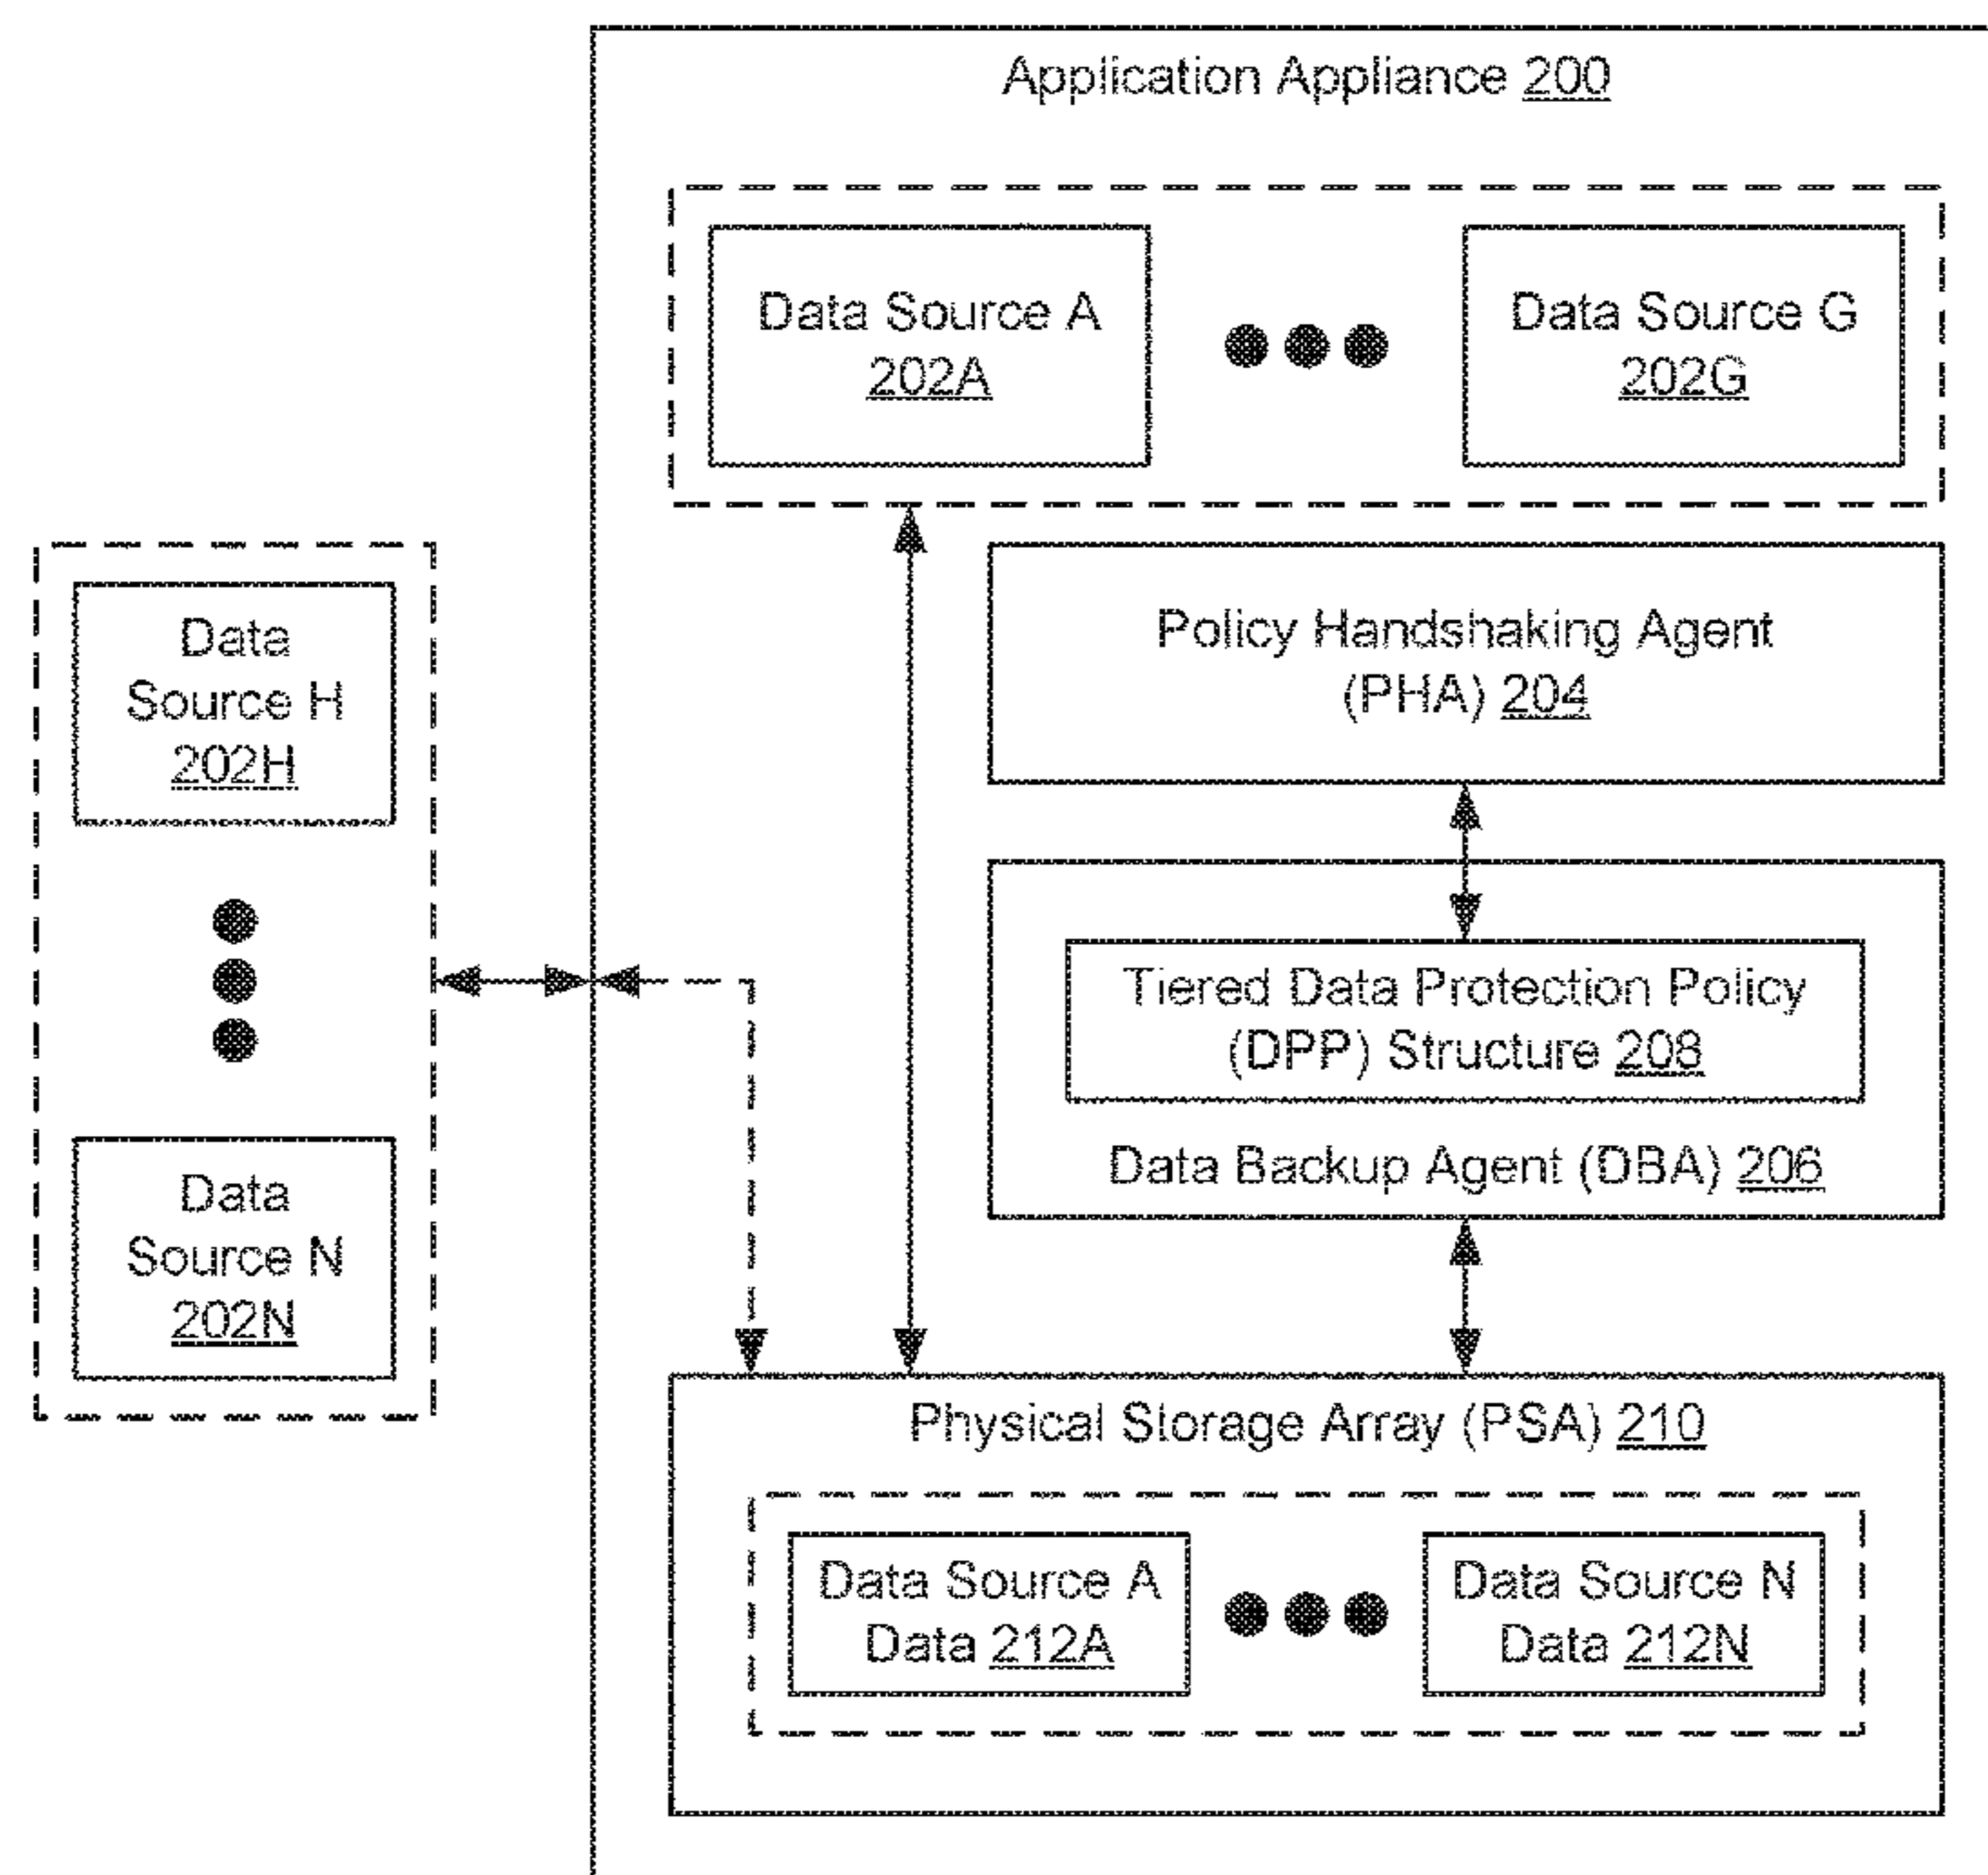 Application Appliance 200
Data Source A
202A
Data Source G
202G
Data
Source H
202H
Data
Source N
202N
Policy Handshaking Agent
(PHA) 204
Tiered Data Protection Policy
(DPP) Structure 208
Data Backup Agent (DBA) 206
Physical Storage Array (PSA) 210
Data Source A
Data 212A
Data Source N
Data 212N